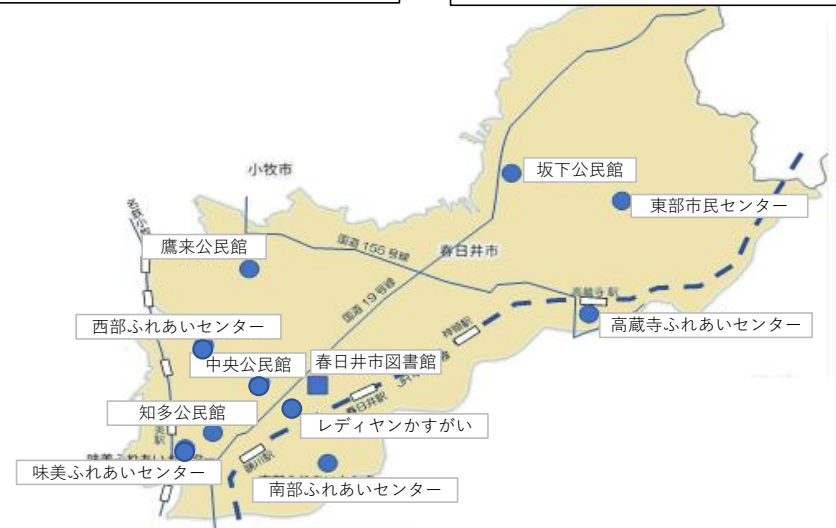 坂下公民館
小牧市
東部市民センター
鷹来公民館
国道155号線
春日井市
国道19号線
高蔵寺駅
高蔵寺ふれあいセンター
西部ふれあいセンター
神領駅
中央公民館
春日井市図書館
春日井駅
知多公民館
レディヤンかすがい
勝川駅
味美ふれあいセンター
南部ふれあいセンター